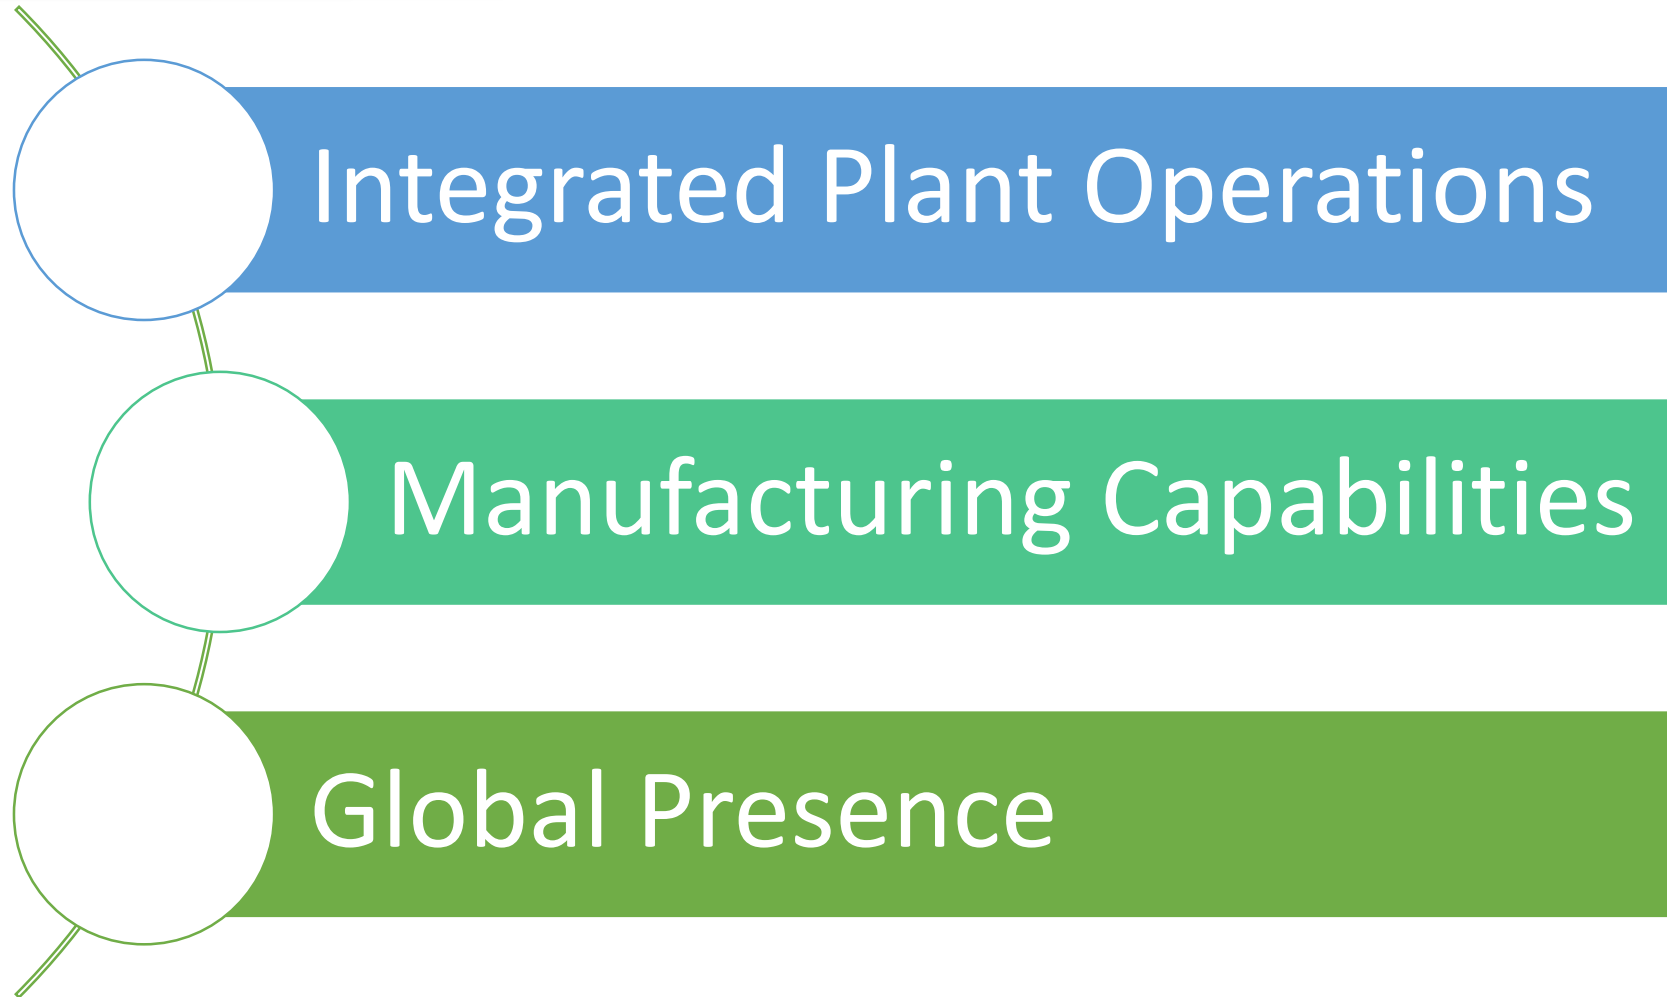 Integrated Plant Operations
Manufacturing Capabilities
Global Presence